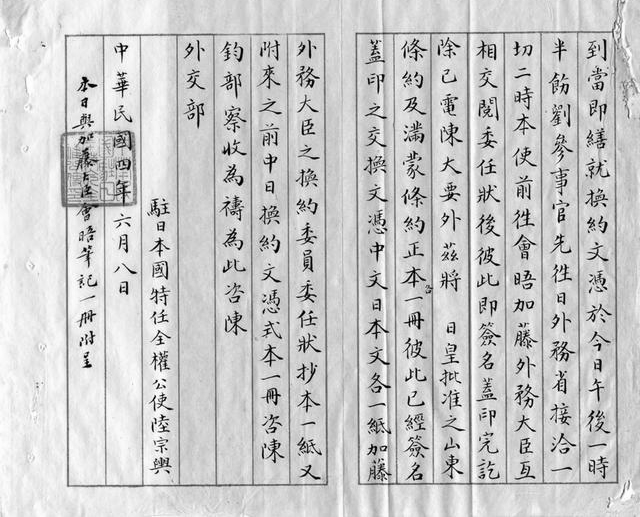 到當即繕就換約文憑於今日午後一時
半飭劉參事官先往日外務省接洽一
切二時本使前往會晤加藤外務大臣互
相交閱委任狀後彼此即簽名蓋印完訖
除已電陳大要外茲將 日皇批准之山東
條約及滿蒙條約正本各一冊彼此已經簽名
蓋印之交換文憑中文日本文各一紙加藤
外務大臣之換約委員委任狀抄本一紙又
附來之前中日換約文憑式本一冊咨陳
鈞部察收為禱為此咨陳
外交部
駐日本國特任全權公使陸宗輿
中華民國四年六月八日
本日與加藤大臣會晤筆記一冊附呈